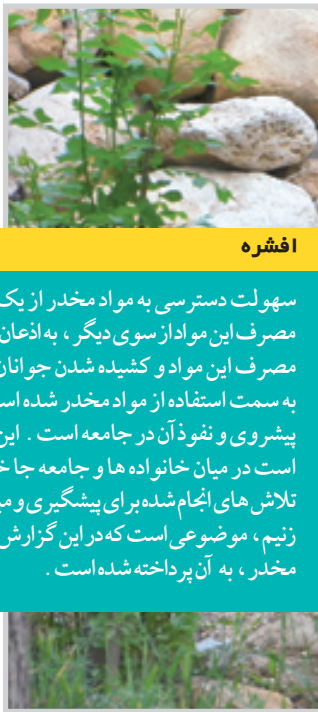 افشره
سهولت دسترسی به مواد مخدر از یک
مصرف این مواد از سوی دیگر ، به اذعان
مصرف این مواد و کشیده شدن جوانان
به سمت استفاده از مواد مخدر شده است
پیشروی و نفوذ آن در جامعه است . این
است در میان خانواده ها و جامعه جا
تلاش های انجام شده برای پیشگیری و
زنیم ، موضوعی است که در این گزارش
مخدر ، به آن پرداخته شده است .